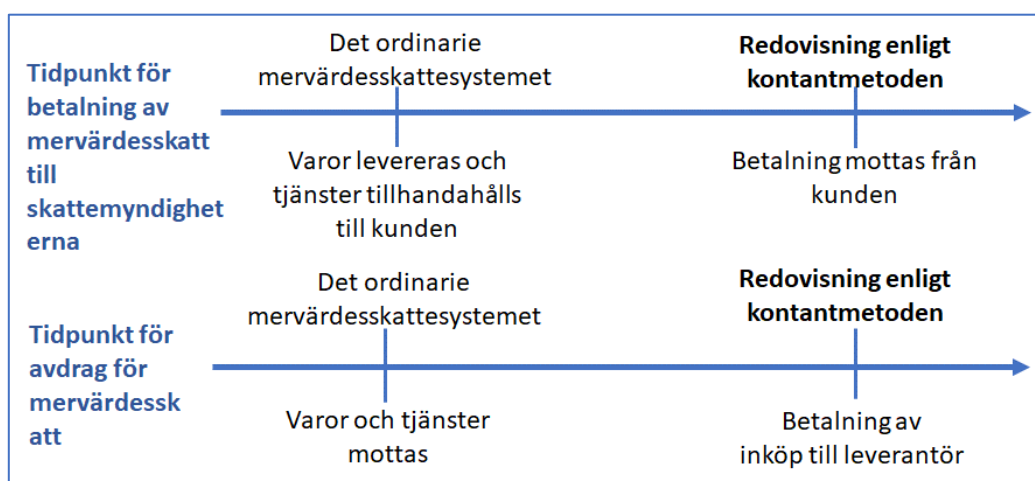 Tidpunkt för
betalning av
mervärdesskatt
till
skattemyndighet
erna
Det ordinarie
mervärdesskattesystemet
Varor levereras och
tjänster tillhandahålls
till kunden
Redovisning enligt
kontantmetoden
Betalning mottas från
kunden
Tidpunkt för
avdrag för
mervärdessk
att
Det ordinarie
mervärdesskattesystemet
Varor och tjänster
mottas
Redovisning enligt
kontantmetoden
Betalning av
inköp till leverantör